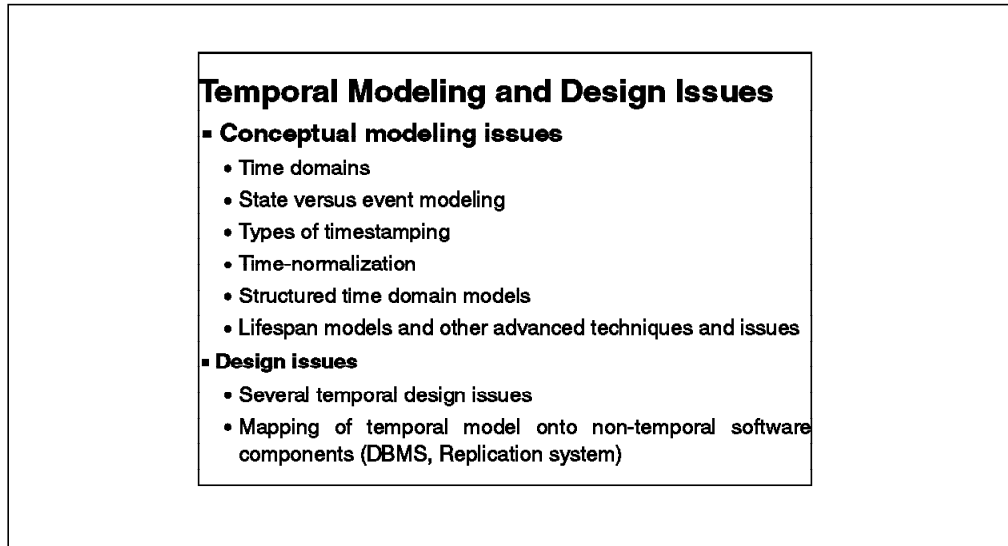 Temporal Modeling and Design Issues
▪ Conceptual modeling issues
• Time domains
• State versus event modeling
• Types of timestamping
• Time-normalization
• Structured time domain models
• Lifespan models and other advanced techniques and issues
▪ Design issues
• Several temporal design issues
• Mapping of temporal model onto non-temporal software
components (DBMS, Replication system)